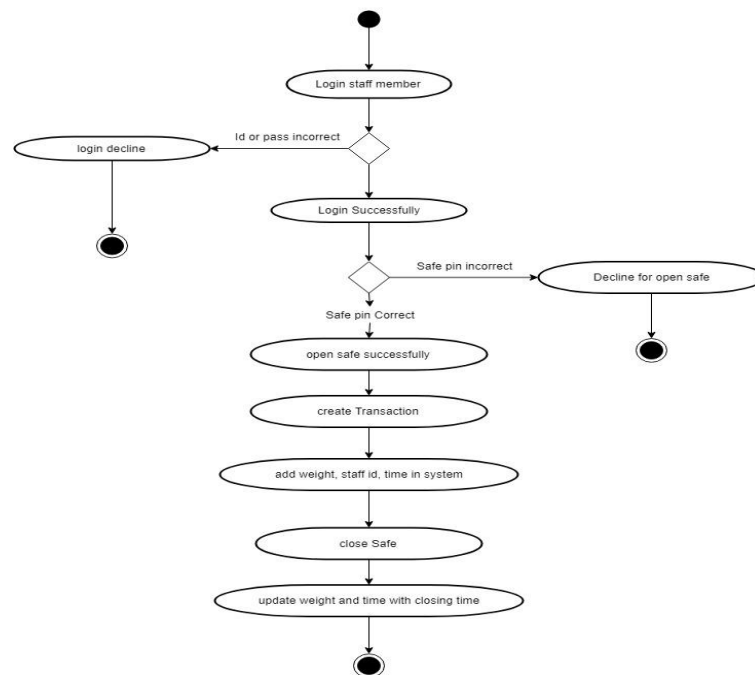 Login staff member
Id or pass incorrect
login decline
Login Successfully
Safe pin incorrect
Decline for open safe
Safe pin Correct
open safe successfully
create Transaction
add weight, staff id, time in system
close Safe
update weight and time with closing time